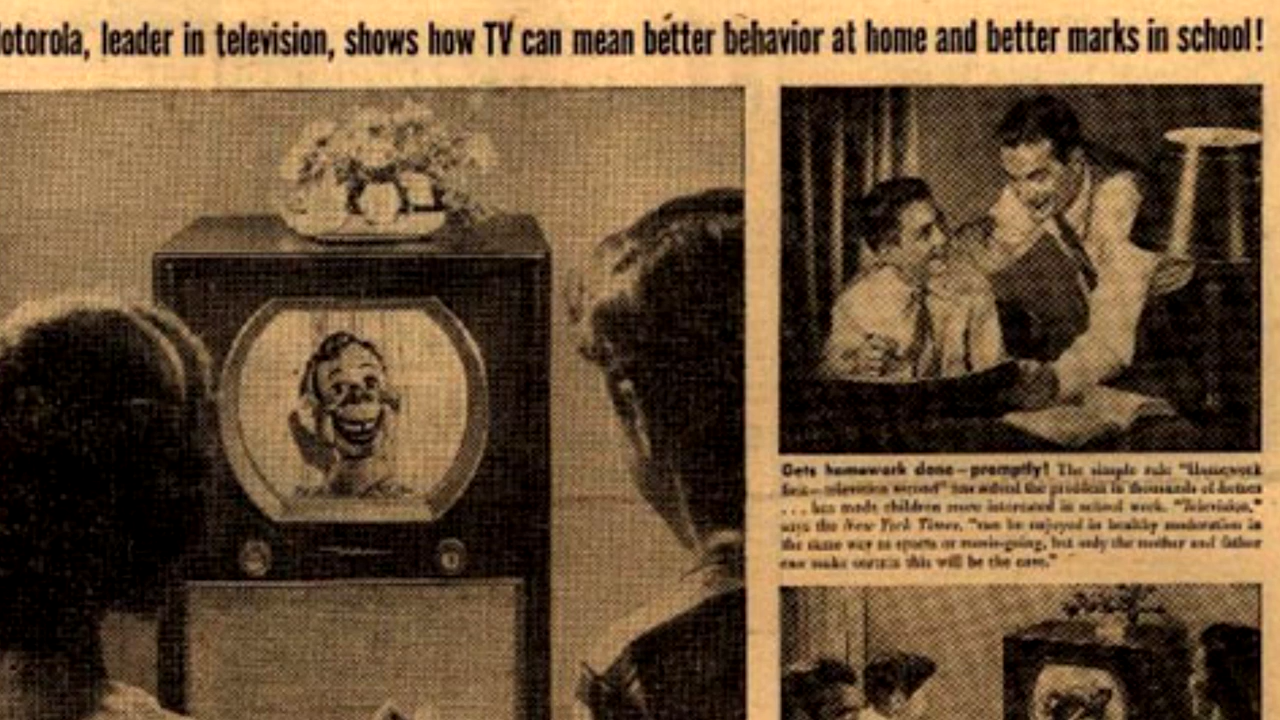 otorola, leader in television, shows how TV can mean better behavior at home and better marks in school!
Gets homework done—promptly! The simple rule "Homework
first—television second" has solved the problem in thousands of homes
. . . has made children more interested in school work. "Television,"
says the New York Times, "can be enjoyed in healthy moderation in
the same way as sports or movie-going, but only the mother and father
can make certain this will be the case."